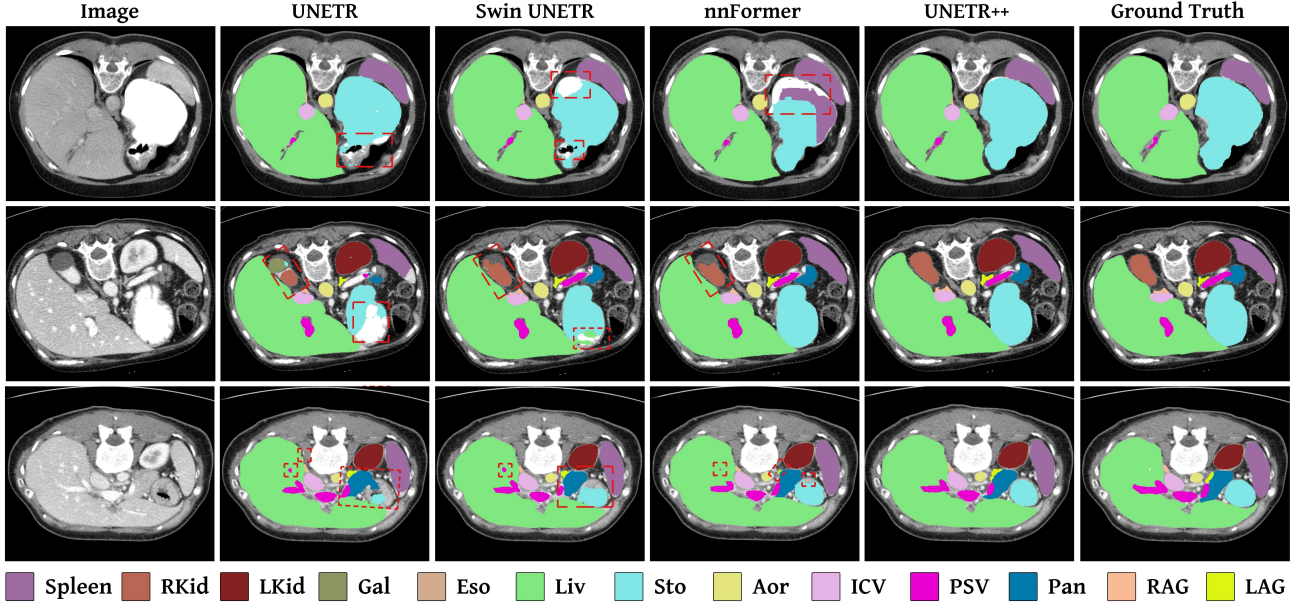 Image UNETR Swin UNETR nnFormer UNETR++ Ground Truth
Spleen RKid LKid Gal Eso Liv Sto Aor ICV PSV Pan RAG LAG